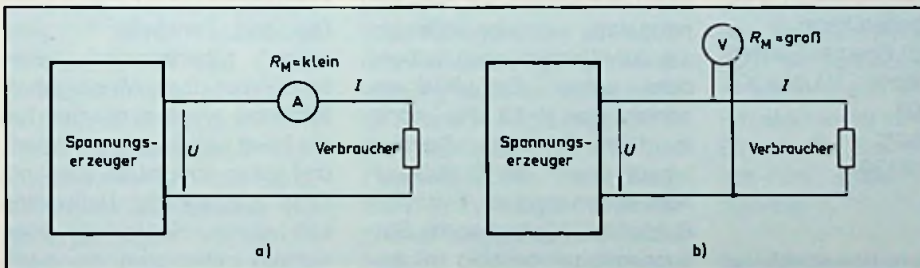 R_M = klein
I
A
Spannungs-
erzeuger
U
Verbraucher
a)
V
R_M = groß
I
Spannungs-
erzeuger
U
Verbraucher
b)